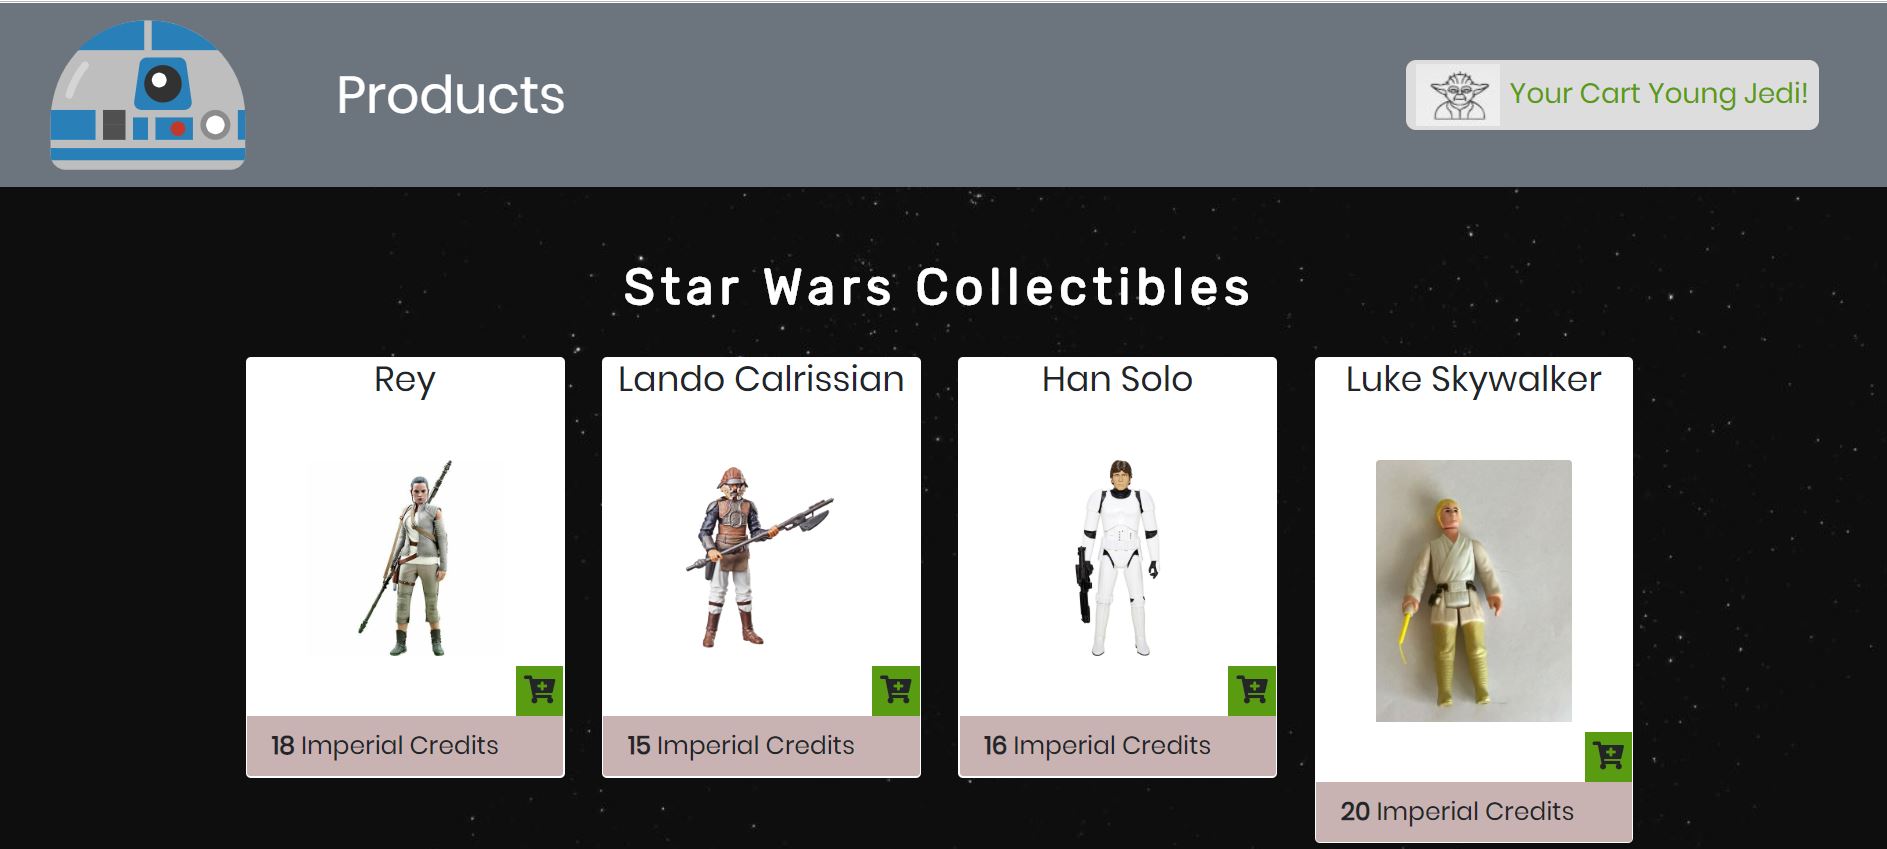 Products
Your Cart Young Jedi!
Star Wars Collectibles
Rey
Lando Calrissian
Han Solo
Luke Skywalker
18 Imperial Credits
15 Imperial Credits
16 Imperial Credits
20 Imperial Credits